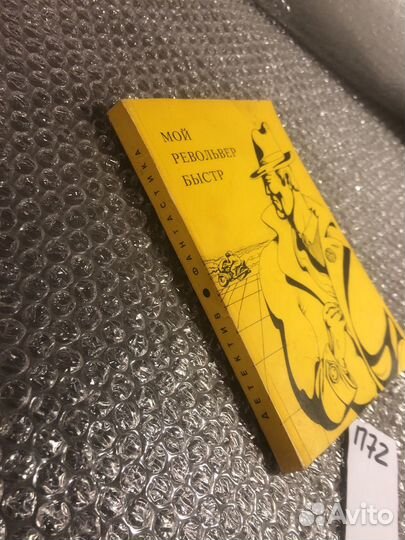 МОЙ
РЕВОЛЬВЕР
БЫСТР
ДЕТЕКТИВ • ФАНТАСТИКА
П72
Avito